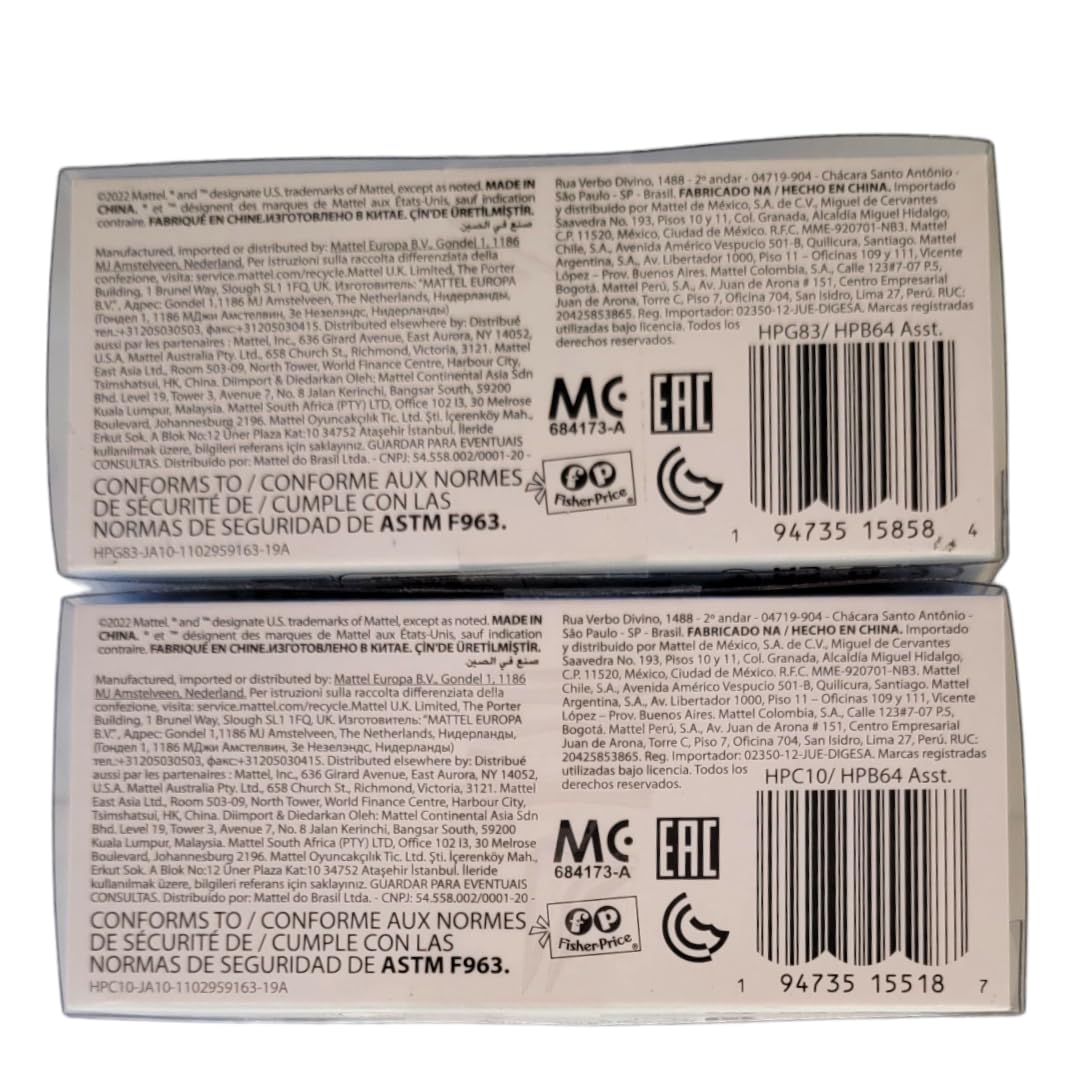 ©2022 Mattel. ® and ™ designate U.S. trademarks of Mattel, except as noted. MADE IN
CHINA. ® et ™ désignent des marques de Mattel aux États-Unis, sauf indication
contraire. FABRIQUÉ EN CHINE.ИЗГОТОВЛЕНО В КИТАЕ. ÇİN'DE ÜRETİLMİŞTİR.
صنع في الصين
Manufactured, imported or distributed by: Mattel Europa B.V., Gondel 1, 1186
MJ Amstelveen, Nederland. Per istruzioni sulla raccolta differenziata della
confezione, visita: service.mattel.com/recycle.Mattel U.K. Limited, The Porter
Building, 1 Brunel Way, Slough SL1 1FQ, UK. Изготовитель: "MATTEL EUROPA
B.V.", Адрес: Gondel 1,1186 MJ Amstelveen, The Netherlands, Нидерланды,
(Гондел 1, 1186 МДжи Амстелвин, Зе Незелэндс, Нидерланды)
тел.:+31205030503, факс:+31205030415. Distributed elsewhere by: Distribué
aussi par les partenaires : Mattel, Inc., 636 Girard Avenue, East Aurora, NY 14052,
U.S.A. Mattel Australia Pty. Ltd., 658 Church St., Richmond, Victoria, 3121. Mattel
East Asia Ltd., Room 503-09, North Tower, World Finance Centre, Harbour City,
Tsimshatsui, HK, China. Diimport & Diedarkan Oleh: Mattel Continental Asia Sdn
Bhd. Level 19, Tower 3, Avenue 7, No. 8 Jalan Kerinchi, Bangsar South, 59200
Kuala Lumpur, Malaysia. Mattel South Africa (PTY) LTD, Office 102 I3, 30 Melrose
Boulevard, Johannesburg 2196. Mattel Oyuncakçılık Tic. Ltd. Şti. İçerenköy Mah.,
Erkut Sok. A Blok No:12 Üner Plaza Kat:10 34752 Ataşehir İstanbul. İleride
kullanılmak üzere, bilgileri referans için saklayınız. GUARDAR PARA EVENTUAIS
CONSULTAS. Distribuído por: Mattel do Brasil Ltda. - CNPJ: 54.558.002/0001-20 -
CONFORMS TO / CONFORME AUX NORMES
DE SÉCURITÉ DE / CUMPLE CON LAS
NORMAS DE SEGURIDAD DE ASTM F963.
HPG83-JA10-1102959163-19A
Rua Verbo Divino, 1488 - 2º andar - 04719-904 - Chácara Santo Antônio -
São Paulo - SP - Brasil. FABRICADO NA / HECHO EN CHINA. Importado
y distribuido por Mattel de México, S.A. de C.V., Miguel de Cervantes
Saavedra No. 193, Pisos 10 y 11, Col. Granada, Alcaldía Miguel Hidalgo,
C.P. 11520, México, Ciudad de México. R.F.C. MME-920701-NB3. Mattel
Chile, S.A., Avenida Américo Vespucio 501-B, Quilicura, Santiago. Mattel
Argentina, S.A., Av. Libertador 1000, Piso 11 – Oficinas 109 y 111, Vicente
López – Prov. Buenos Aires. Mattel Colombia, S.A., Calle 123#7-07 P.5,
Bogotá. Mattel Perú, S.A., Av. Juan de Arona # 151, Centro Empresarial
Juan de Arona, Torre C, Piso 7, Oficina 704, San Isidro, Lima 27, Perú. RUC:
20425853865. Reg. Importador: 02350-12-JUE-DIGESA. Marcas registradas
utilizadas bajo licencia. Todos los
derechos reservados.
HPG83/ HPB64 Asst.
MC
684173-A
EAC
fp
Fisher-Price®
1 94735 15858 4
©2022 Mattel. ® and ™ designate U.S. trademarks of Mattel, except as noted. MADE IN
CHINA. ® et ™ désignent des marques de Mattel aux États-Unis, sauf indication
contraire. FABRIQUÉ EN CHINE.ИЗГОТОВЛЕНО В КИТАЕ. ÇİN'DE ÜRETİLMİŞTİR.
صنع في الصين
Manufactured, imported or distributed by: Mattel Europa B.V., Gondel 1, 1186
MJ Amstelveen, Nederland. Per istruzioni sulla raccolta differenziata della
confezione, visita: service.mattel.com/recycle.Mattel U.K. Limited, The Porter
Building, 1 Brunel Way, Slough SL1 1FQ, UK. Изготовитель: "MATTEL EUROPA
B.V.", Адрес: Gondel 1,1186 MJ Amstelveen, The Netherlands, Нидерланды,
(Гондел 1, 1186 МДжи Амстелвин, Зе Незелэндс, Нидерланды)
тел.:+31205030503, факс:+31205030415. Distributed elsewhere by: Distribué
aussi par les partenaires : Mattel, Inc., 636 Girard Avenue, East Aurora, NY 14052,
U.S.A. Mattel Australia Pty. Ltd., 658 Church St., Richmond, Victoria, 3121. Mattel
East Asia Ltd., Room 503-09, North Tower, World Finance Centre, Harbour City,
Tsimshatsui, HK, China. Diimport & Diedarkan Oleh: Mattel Continental Asia Sdn
Bhd. Level 19, Tower 3, Avenue 7, No. 8 Jalan Kerinchi, Bangsar South, 59200
Kuala Lumpur, Malaysia. Mattel South Africa (PTY) LTD, Office 102 I3, 30 Melrose
Boulevard, Johannesburg 2196. Mattel Oyuncakçılık Tic. Ltd. Şti. İçerenköy Mah.,
Erkut Sok. A Blok No:12 Üner Plaza Kat:10 34752 Ataşehir İstanbul. İleride
kullanılmak üzere, bilgileri referans için saklayınız. GUARDAR PARA EVENTUAIS
CONSULTAS. Distribuído por: Mattel do Brasil Ltda. - CNPJ: 54.558.002/0001-20 -
CONFORMS TO / CONFORME AUX NORMES
DE SÉCURITÉ DE / CUMPLE CON LAS
NORMAS DE SEGURIDAD DE ASTM F963.
HPC10-JA10-1102959163-19A
Rua Verbo Divino, 1488 - 2º andar - 04719-904 - Chácara Santo Antônio -
São Paulo - SP - Brasil. FABRICADO NA / HECHO EN CHINA. Importado
y distribuido por Mattel de México, S.A. de C.V., Miguel de Cervantes
Saavedra No. 193, Pisos 10 y 11, Col. Granada, Alcaldía Miguel Hidalgo,
C.P. 11520, México, Ciudad de México. R.F.C. MME-920701-NB3. Mattel
Chile, S.A., Avenida Américo Vespucio 501-B, Quilicura, Santiago. Mattel
Argentina, S.A., Av. Libertador 1000, Piso 11 – Oficinas 109 y 111, Vicente
López – Prov. Buenos Aires. Mattel Colombia, S.A., Calle 123#7-07 P.5,
Bogotá. Mattel Perú, S.A., Av. Juan de Arona # 151, Centro Empresarial
Juan de Arona, Torre C, Piso 7, Oficina 704, San Isidro, Lima 27, Perú. RUC:
20425853865. Reg. Importador: 02350-12-JUE-DIGESA. Marcas registradas
utilizadas bajo licencia. Todos los
derechos reservados.
HPC10/ HPB64 Asst.
MC
684173-A
EAC
fp
Fisher-Price®
1 94735 15518 7